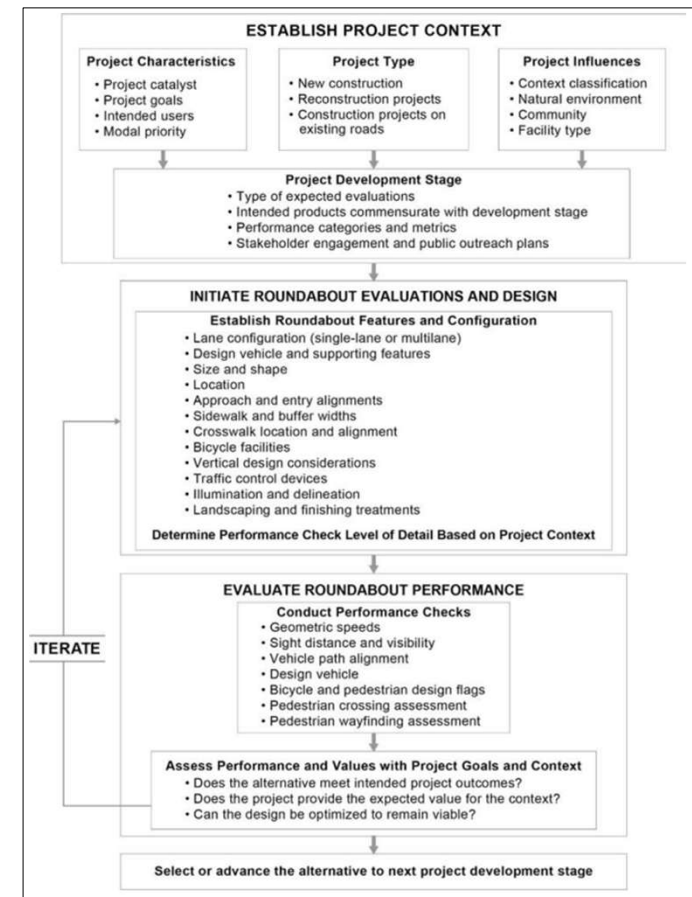 ESTABLISH PROJECT CONTEXT
Project Characteristics
• Project catalyst
• Project goals
• Intended users
• Modal priority
Project Type
• New construction
• Reconstruction projects
• Construction projects on
existing roads
Project Influences
• Context classification
• Natural environment
• Community
• Facility type
Project Development Stage
• Type of expected evaluations
• Intended products commensurate with development stage
• Performance categories and metrics
• Stakeholder engagement and public outreach plans
INITIATE ROUNDABOUT EVALUATIONS AND DESIGN
Establish Roundabout Features and Configuration
• Lane configuration (single-lane or multilane)
• Design vehicle and supporting features
• Size and shape
• Location
• Approach and entry alignments
• Sidewalk and buffer widths
• Crosswalk location and alignment
• Bicycle facilities
• Vertical design considerations
• Traffic control devices
• Illumination and delineation
• Landscaping and finishing treatments
Determine Performance Check Level of Detail Based on Project Context
EVALUATE ROUNDABOUT PERFORMANCE
Conduct Performance Checks
• Geometric speeds
• Sight distance and visibility
• Vehicle path alignment
• Design vehicle
• Bicycle and pedestrian design flags
• Pedestrian crossing assessment
• Pedestrian wayfinding assessment
ITERATE
Assess Performance and Values with Project Goals and Context
• Does the alternative meet intended project outcomes?
• Does the project provide the expected value for the context?
• Can the design be optimized to remain viable?
Select or advance the alternative to next project development stage